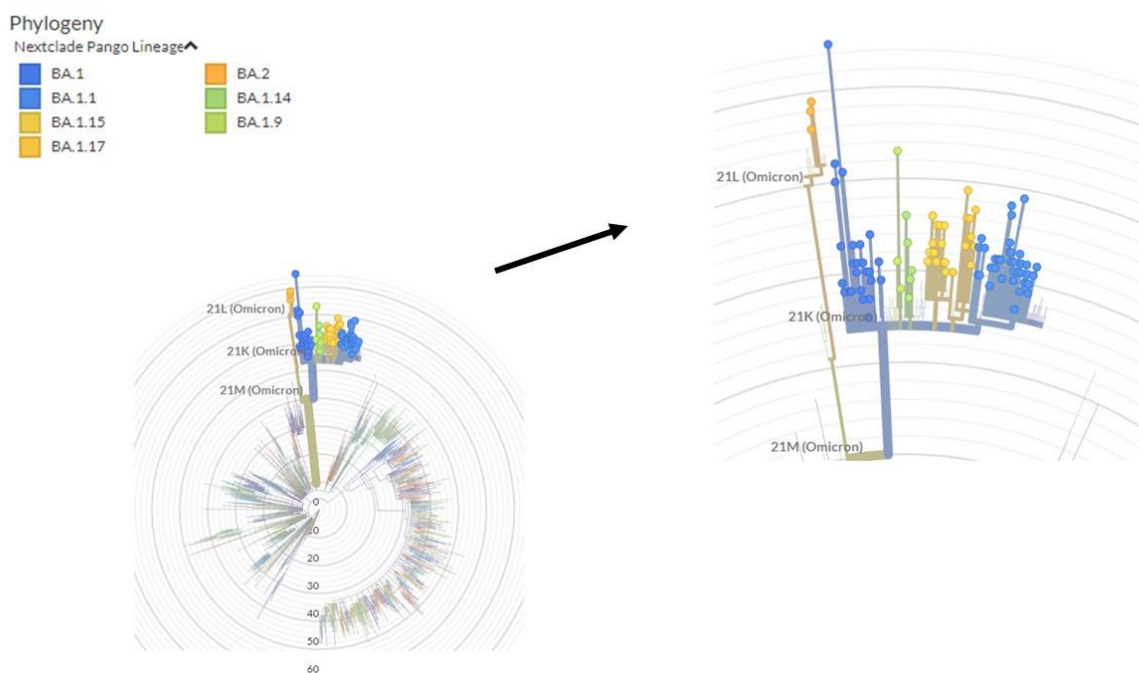 Phylogeny
Nextclade Pango Lineage
BA.1
BA.1.1
BA.1.15
BA.1.17
BA.2
BA.1.14
BA.1.9
21L (Omicron)
21K (Omicron)
21M (Omicron)
0
10
20
30
40
50
60
21L (Omicron)
21K (Omicron)
21M (Omicron)